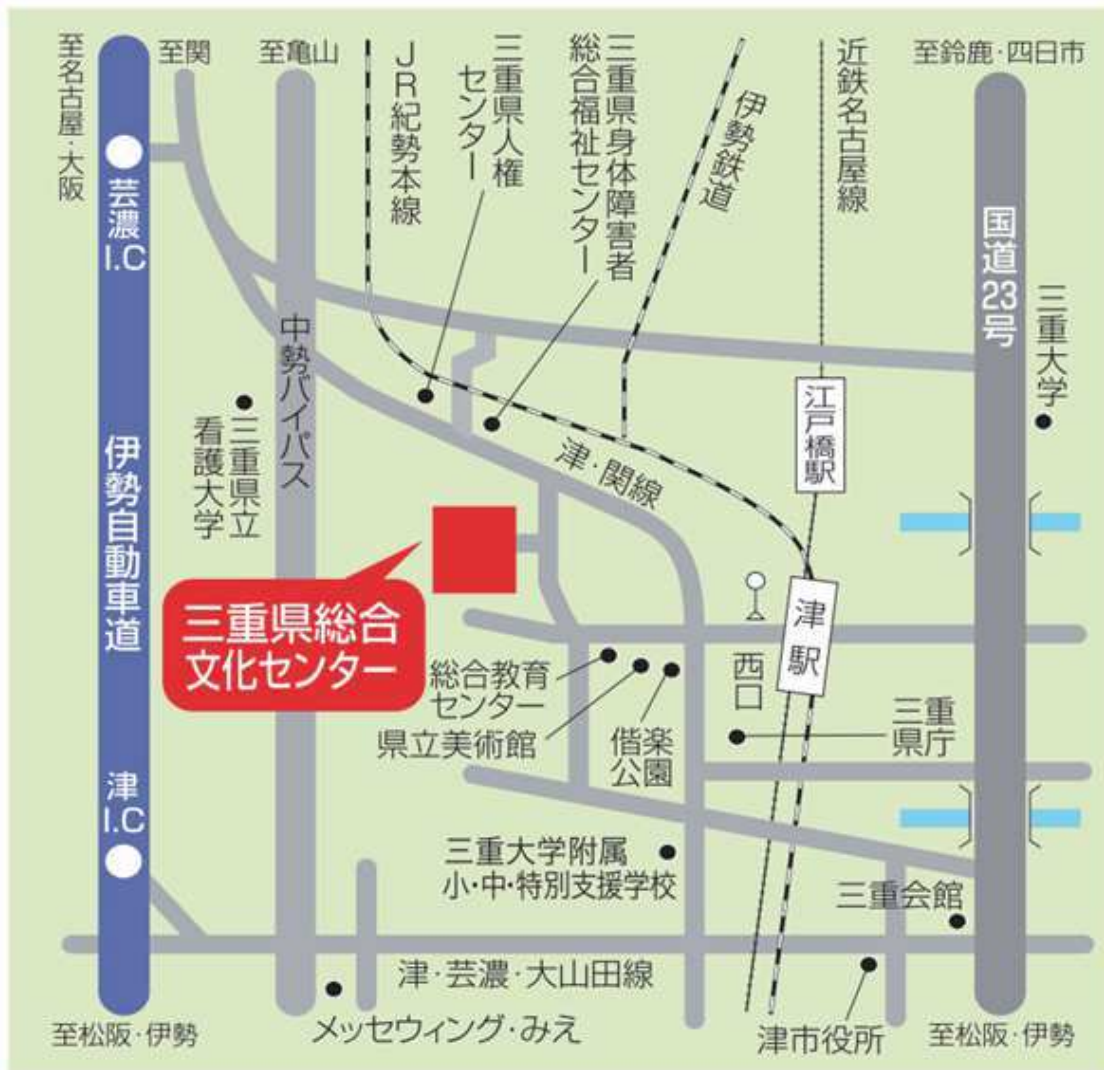 至名古屋・大阪
至関
至亀山
JR紀勢本線
三重県人権
センター
三重県身体障害者
総合福祉センター
伊勢鉄道
近鉄名古屋線
至鈴鹿・四日市
芸濃
I.C
国道23号
三重大学
中勢バイパス
江戸橋駅
三重県立
看護大学
津・関線
伊勢自動車道
三重県総合
文化センター
津駅
西口
総合教育
センター
県立美術館
偕楽
公園
三重
県庁
津
I.C
三重大学附属
小・中・特別支援学校
三重会館
津・芸濃・大山田線
メッセウィング・みえ
津市役所
至松阪・伊勢
至松阪・伊勢